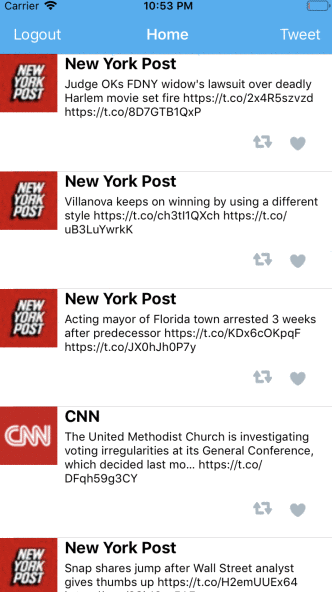 Carrier 10:53 PM
Logout Home Tweet
NEW
YORK
POST
New York Post
Judge OKs FDNY widow's lawsuit over deadly
Harlem movie set fire https://t.co/2x4R5szvzd
https://t.co/8D7GTB1QxP
NEW
YORK
POST
New York Post
Villanova keeps on winning by using a different
style https://t.co/ch3tI1QXch https://t.co/
uB3LuYwrkK
NEW
YORK
POST
New York Post
Acting mayor of Florida town arrested 3 weeks
after predecessor https://t.co/KDx6cOKpqF
https://t.co/JX0hJh0P7y
CNN
CNN
The United Methodist Church is investigating
voting irregularities at its General Conference,
which decided last mo... https://t.co/
DFqh59g3CY
NEW
YORK
POST
New York Post
Snap shares jump after Wall Street analyst
gives thumbs up https://t.co/H2emUUEx64